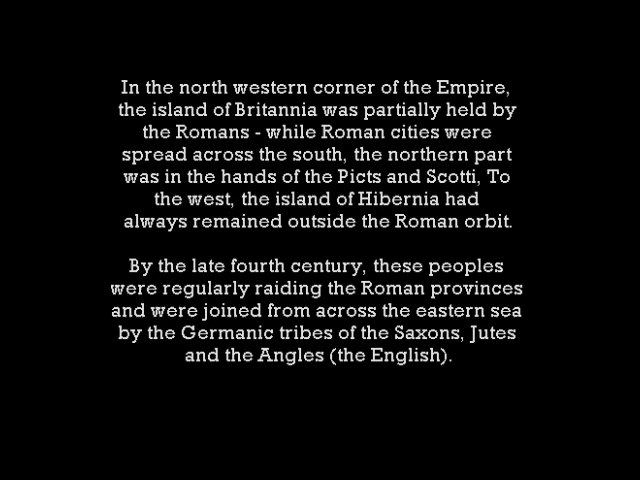 In the north western corner of the Empire,
the island of Britannia was partially held by
the Romans - while Roman cities were
spread across the south, the northern part
was in the hands of the Picts and Scotti, To
the west, the island of Hibernia had
always remained outside the Roman orbit.
By the late fourth century, these peoples
were regularly raiding the Roman provinces
and were joined from across the eastern sea
by the Germanic tribes of the Saxons, Jutes
and the Angles (the English).